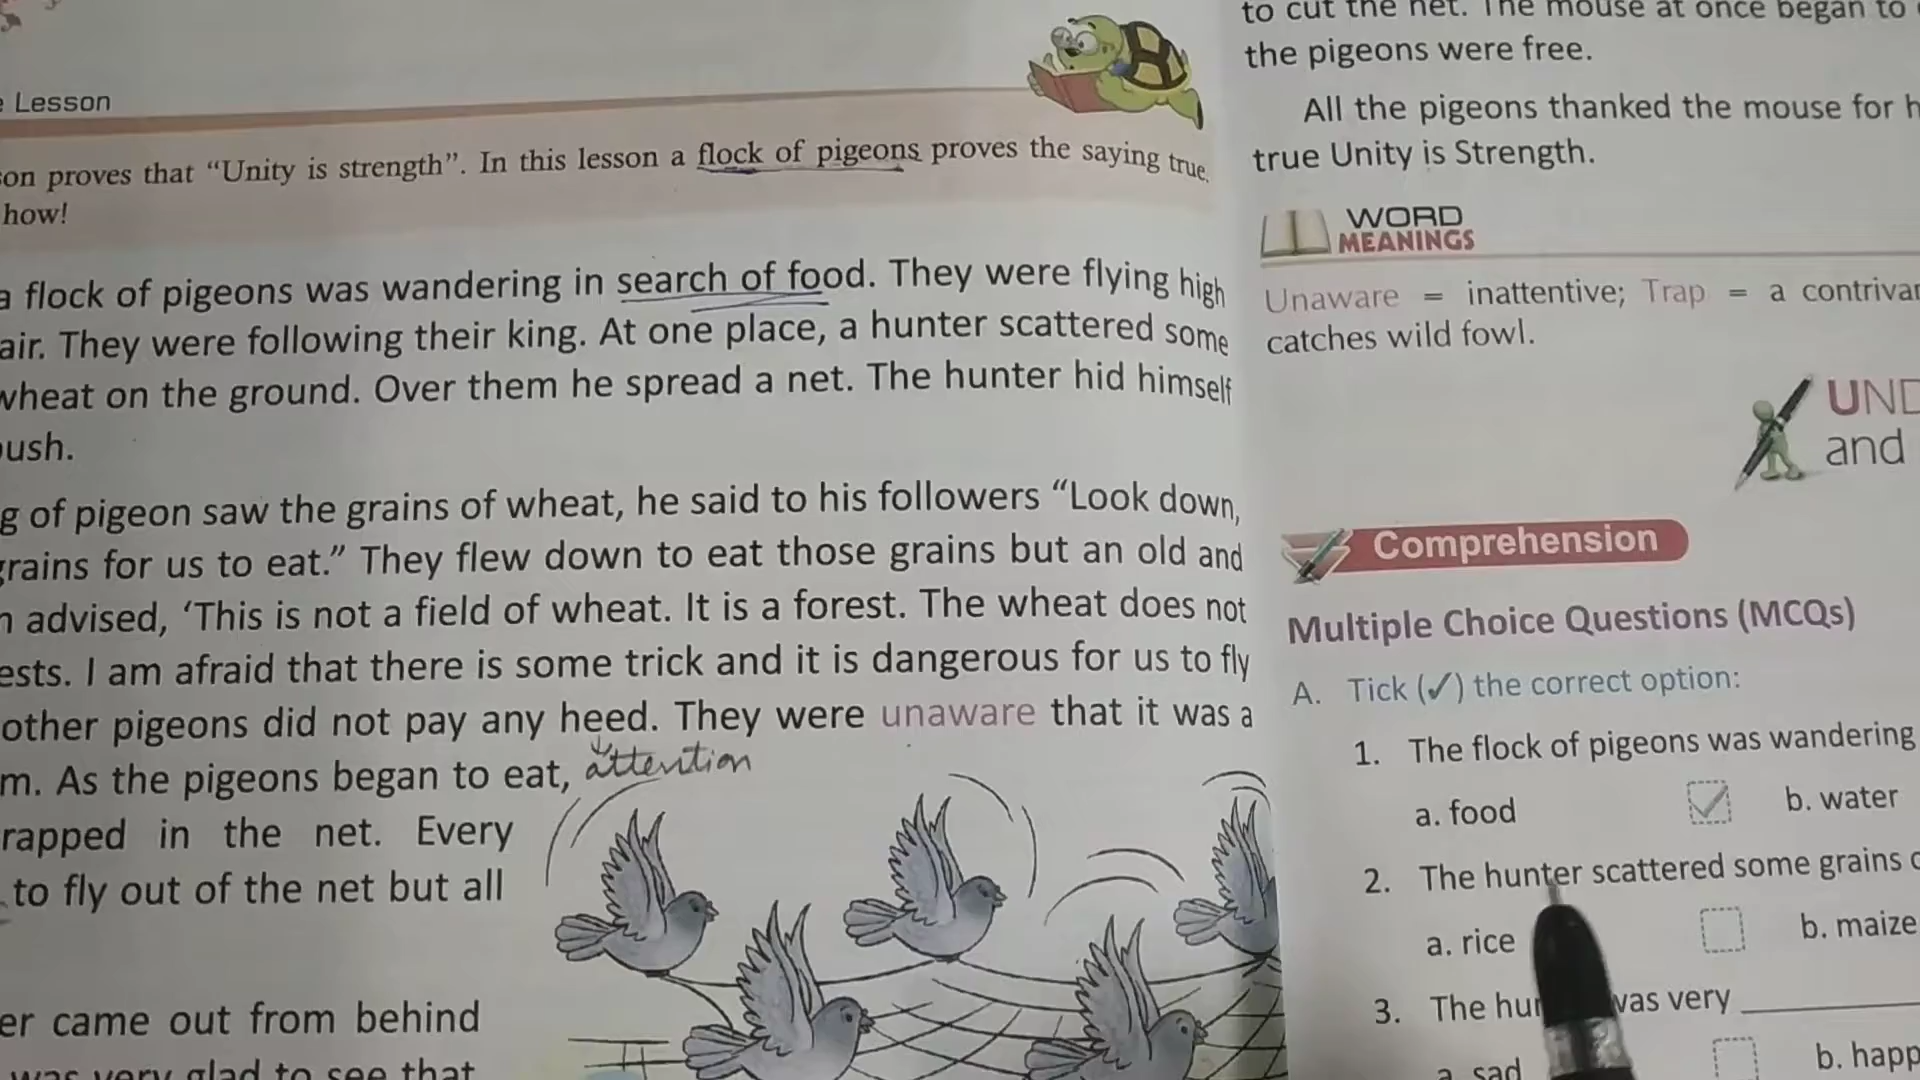 Lesson
proves that “Unity is strength”. In this lesson a flock of pigeons proves the saying true.
how!
a flock of pigeons was wandering in search of food. They were flying high
air. They were following their king. At one place, a hunter scattered some
wheat on the ground. Over them he spread a net. The hunter hid himself
of pigeon saw the grains of wheat, he said to his followers “Look down,
grains for us to eat.” They flew down to eat those grains but an old and
advised, ‘This is not a field of wheat. It is a forest. The wheat does not
I am afraid that there is some trick and it is dangerous for us to fly
other pigeons did not pay any heed. They were unaware that it was a
attention
As the pigeons began to eat,
in the net. Every
to fly out of the net but all
came out from behind
was very glad to see that
to cut the net. The mouse at once began to
the pigeons were free.
All the pigeons thanked the mouse for
true Unity is Strength.
WORD
MEANINGS
Unaware = inattentive; Trap = a
catches wild fowl.
and
Comprehension
Multiple Choice Questions (MCQs)
A. Tick (✓) the correct option:
1. The flock of pigeons was wandering
a. food b. water
2. The hunter scattered some grains
a. rice b. maize
3. The was very
a. sad b.